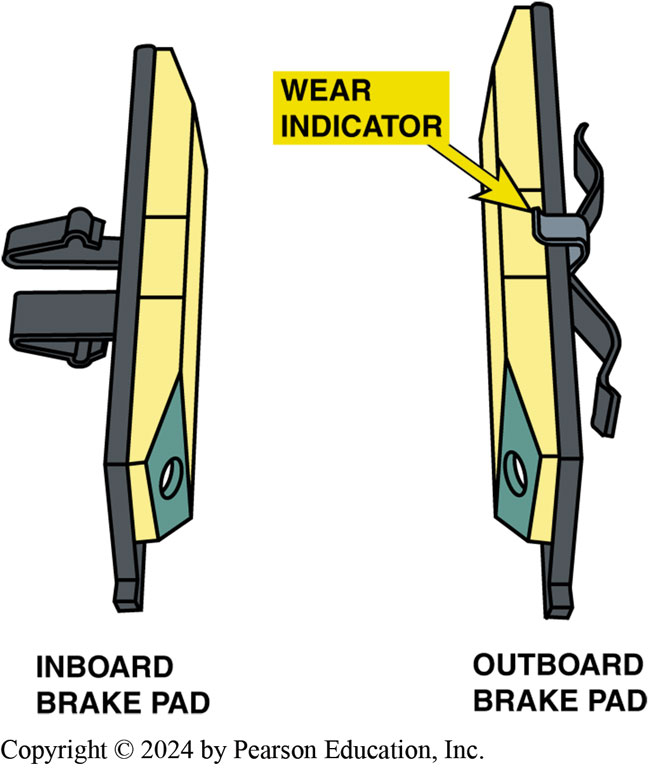 WEAR
INDICATOR
INBOARD
BRAKE PAD
OUTBOARD
BRAKE PAD
Copyright © 2024 by Pearson Education, Inc.